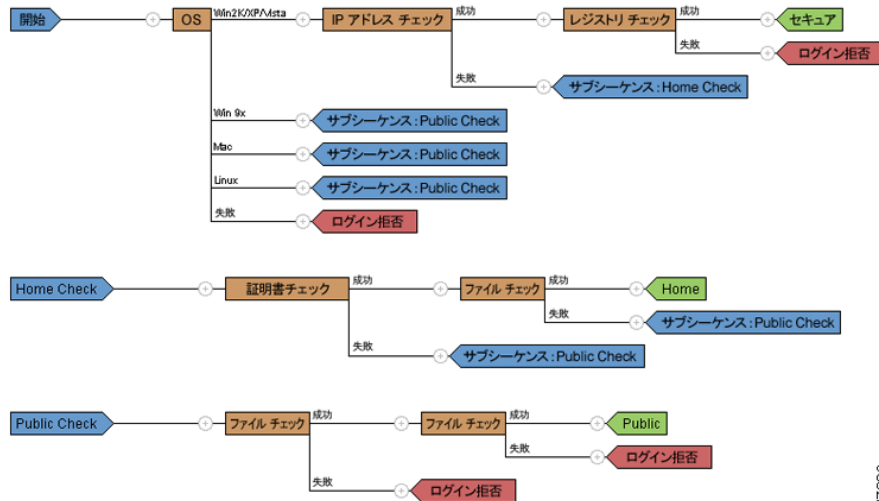 開始
OS
Win2K/XP/Vista
IP アドレス チェック
成功
レジストリ チェック
成功
セキュア
失敗
ログイン拒否
失敗
サブシーケンス:Home Check
Win 9x
サブシーケンス:Public Check
Mac
サブシーケンス:Public Check
Linux
サブシーケンス:Public Check
失敗
ログイン拒否
Home Check
証明書チェック
成功
ファイル チェック
成功
Home
失敗
サブシーケンス:Public Check
失敗
サブシーケンス:Public Check
Public Check
ファイル チェック
成功
ファイル チェック
成功
Public
失敗
ログイン拒否
失敗
ログイン拒否